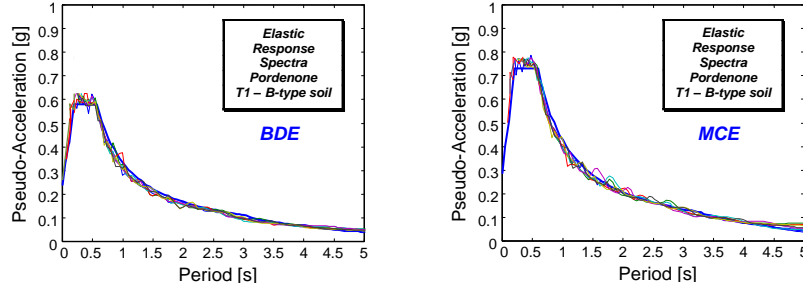 1
0.9
0.8
0.7
0.6
0.5
0.4
0.3
0.2
0.1
0
Pseudo-Acceleration [g]
Elastic
Response
Spectra
Pordenone
T1 – B-type soil
BDE
0 0.5 1 1.5 2 2.5 3 3.5 4 4.5 5
Period [s]
1
0.9
0.8
0.7
0.6
0.5
0.4
0.3
0.2
0.1
0
Pseudo-Acceleration [g]
Elastic
Response
Spectra
Pordenone
T1 – B-type soil
MCE
0 0.5 1 1.5 2 2.5 3 3.5 4 4.5 5
Period [s]